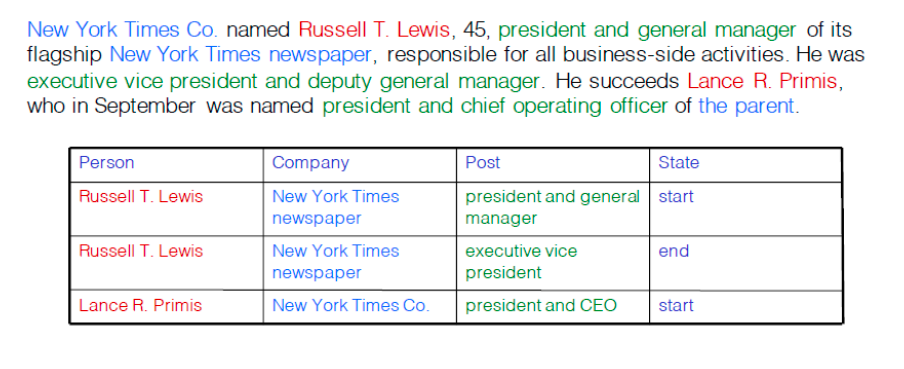 New York Times Co. named Russell T. Lewis, 45, president and general manager of its
flagship New York Times newspaper, responsible for all business-side activities. He was
executive vice president and deputy general manager. He succeeds Lance R. Primis,
who in September was named president and chief operating officer of the parent.
Person Company Post State
Russell T. Lewis New York Times president and general start
newspaper manager
Russell T. Lewis New York Times executive vice end
newspaper president
Lance R. Primis New York Times Co. president and CEO start